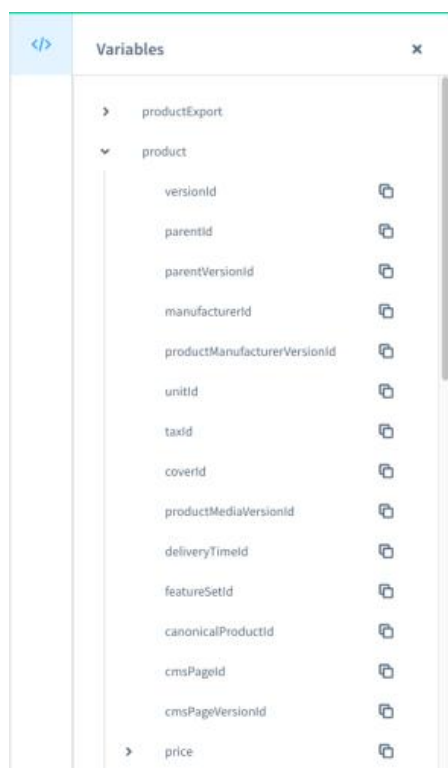 </>
Variables
productExport
product
versionId
parentId
parentVersionId
manufacturerId
productManufacturerVersionId
unitId
taxId
coverId
productMediaVersionId
deliveryTimeId
featureSetId
canonicalProductId
cmsPageId
cmsPageVersionId
price